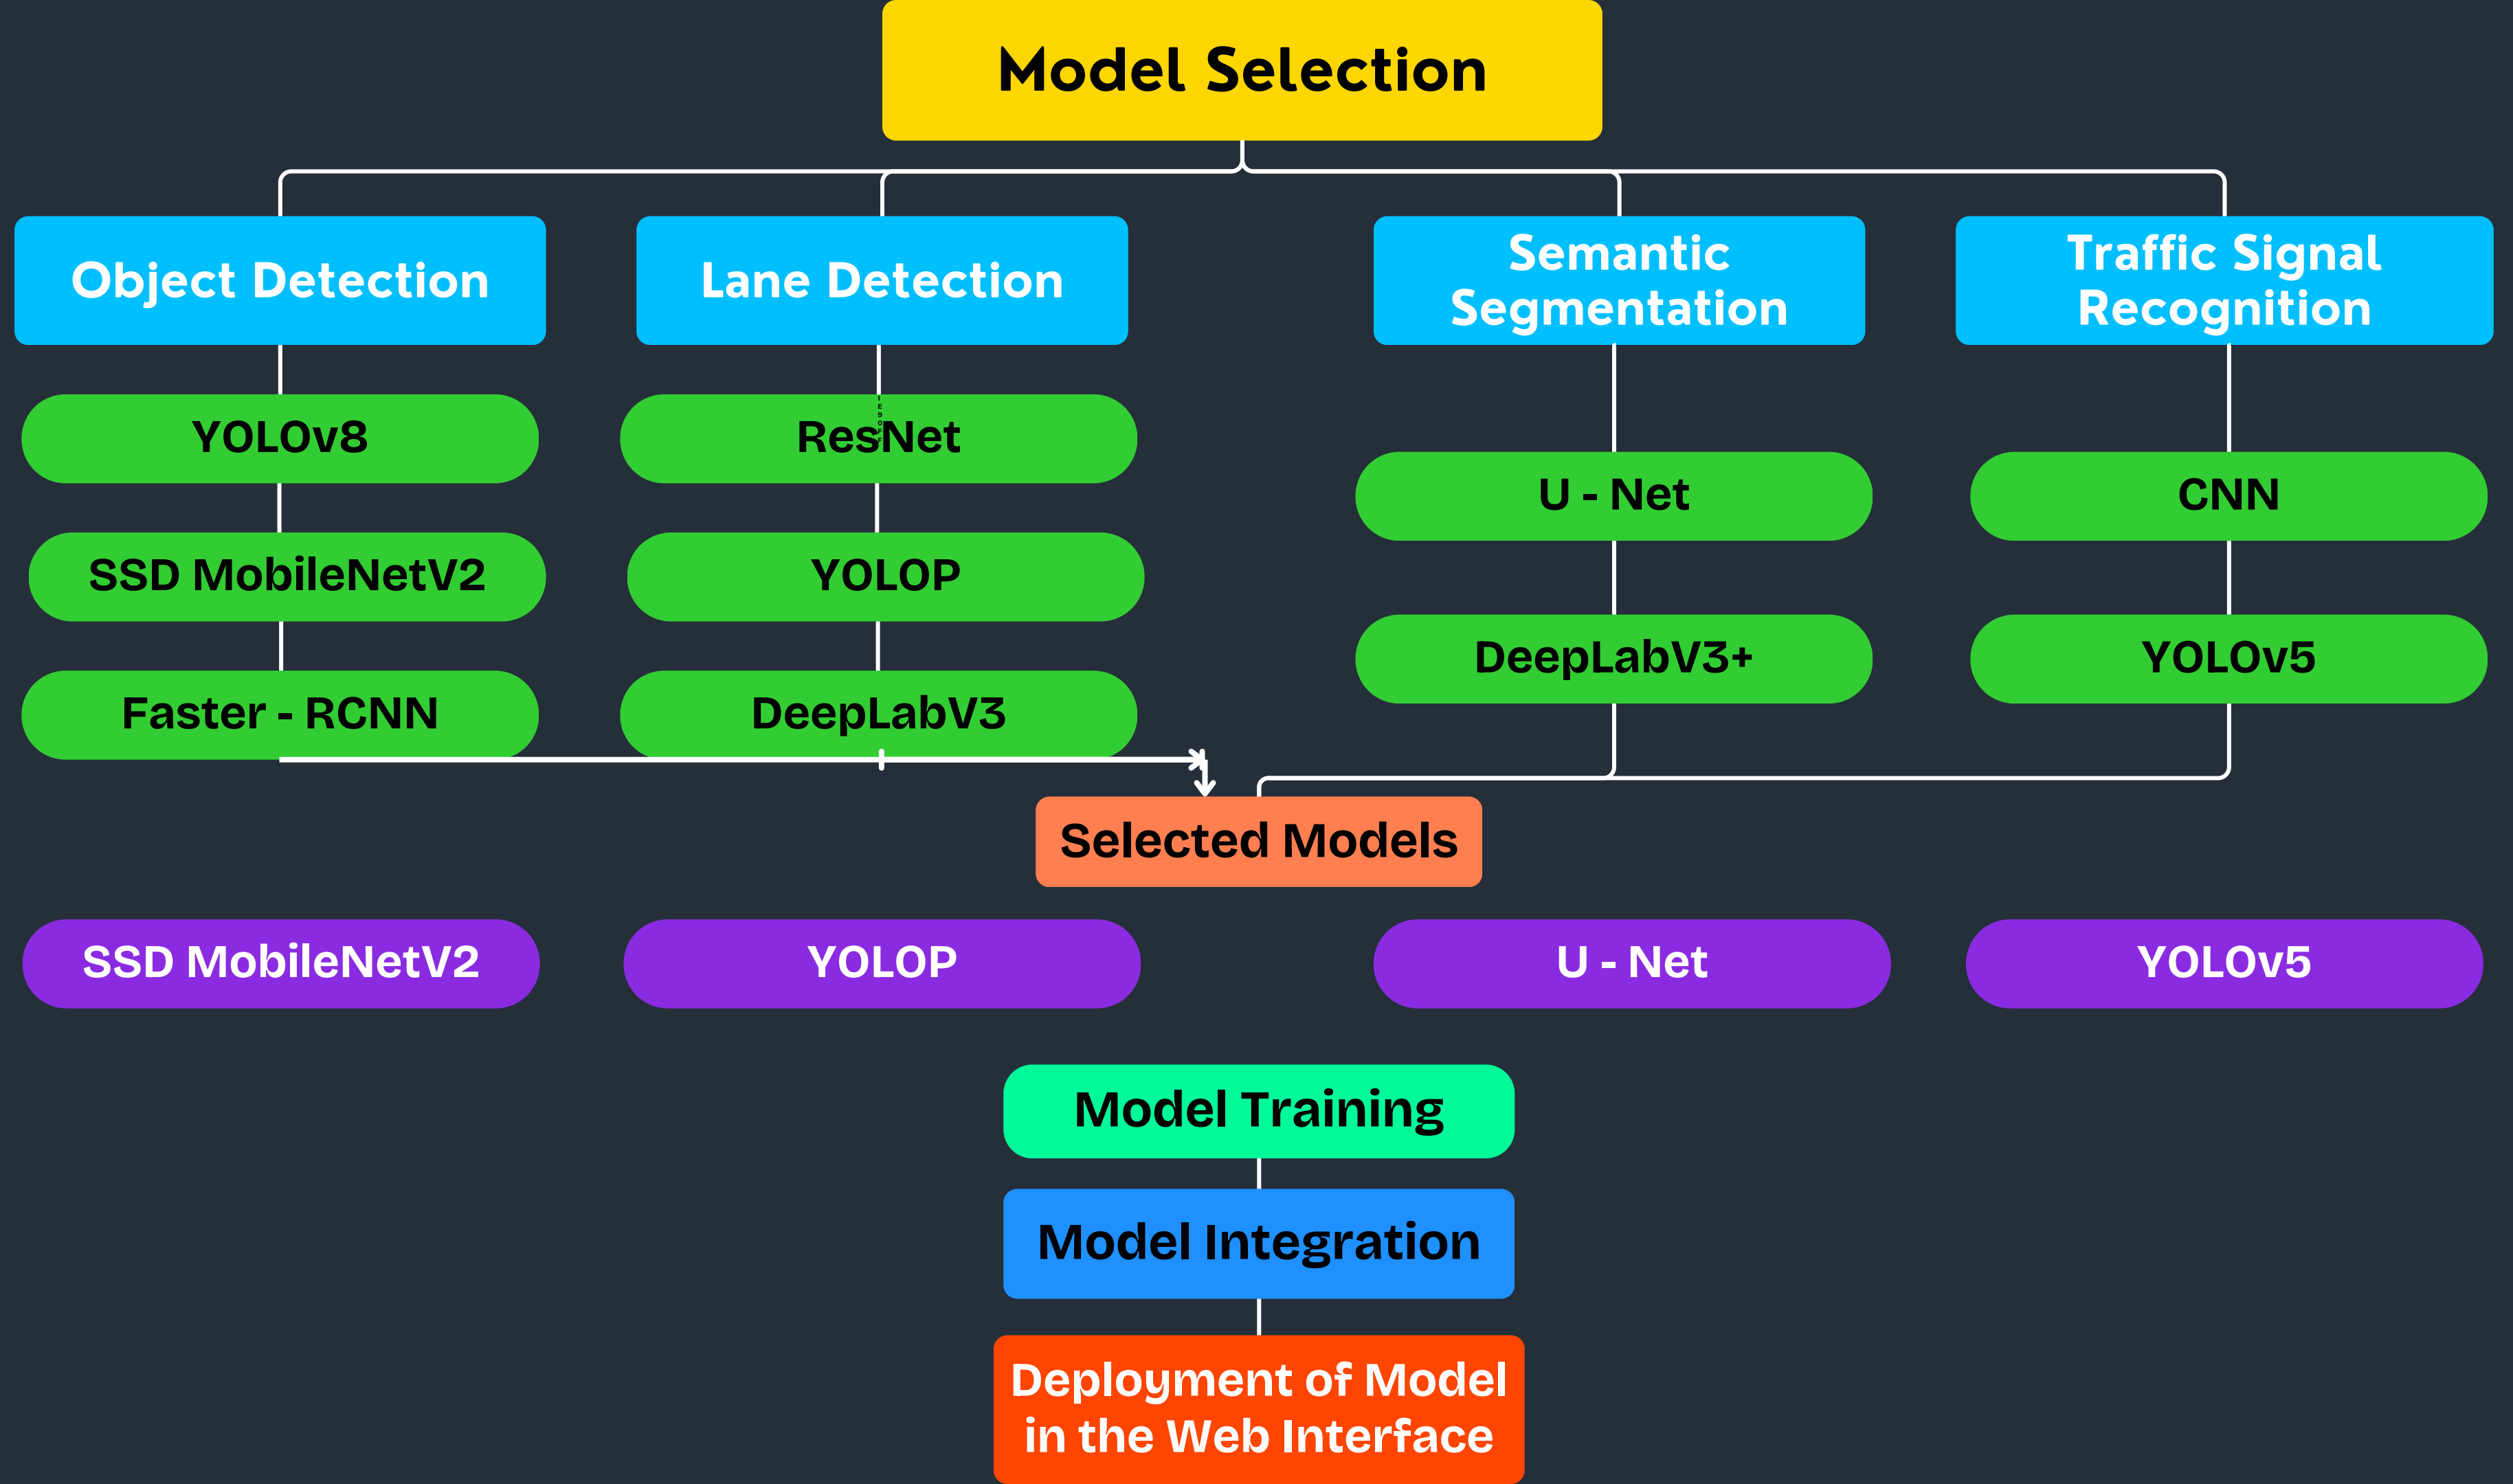 Model Selection
Object Detection
Lane Detection
Semantic
Segmentation
Traffic Signal
Recognition
YOLOv8
SSD MobileNetV2
Faster - RCNN
ResNet
YOLOP
DeepLabV3
U - Net
DeepLabV3+
CNN
YOLOv5
Selected Models
SSD MobileNetV2
YOLOP
U - Net
YOLOv5
Model Training
Model Integration
Deployment of Model
in the Web Interface